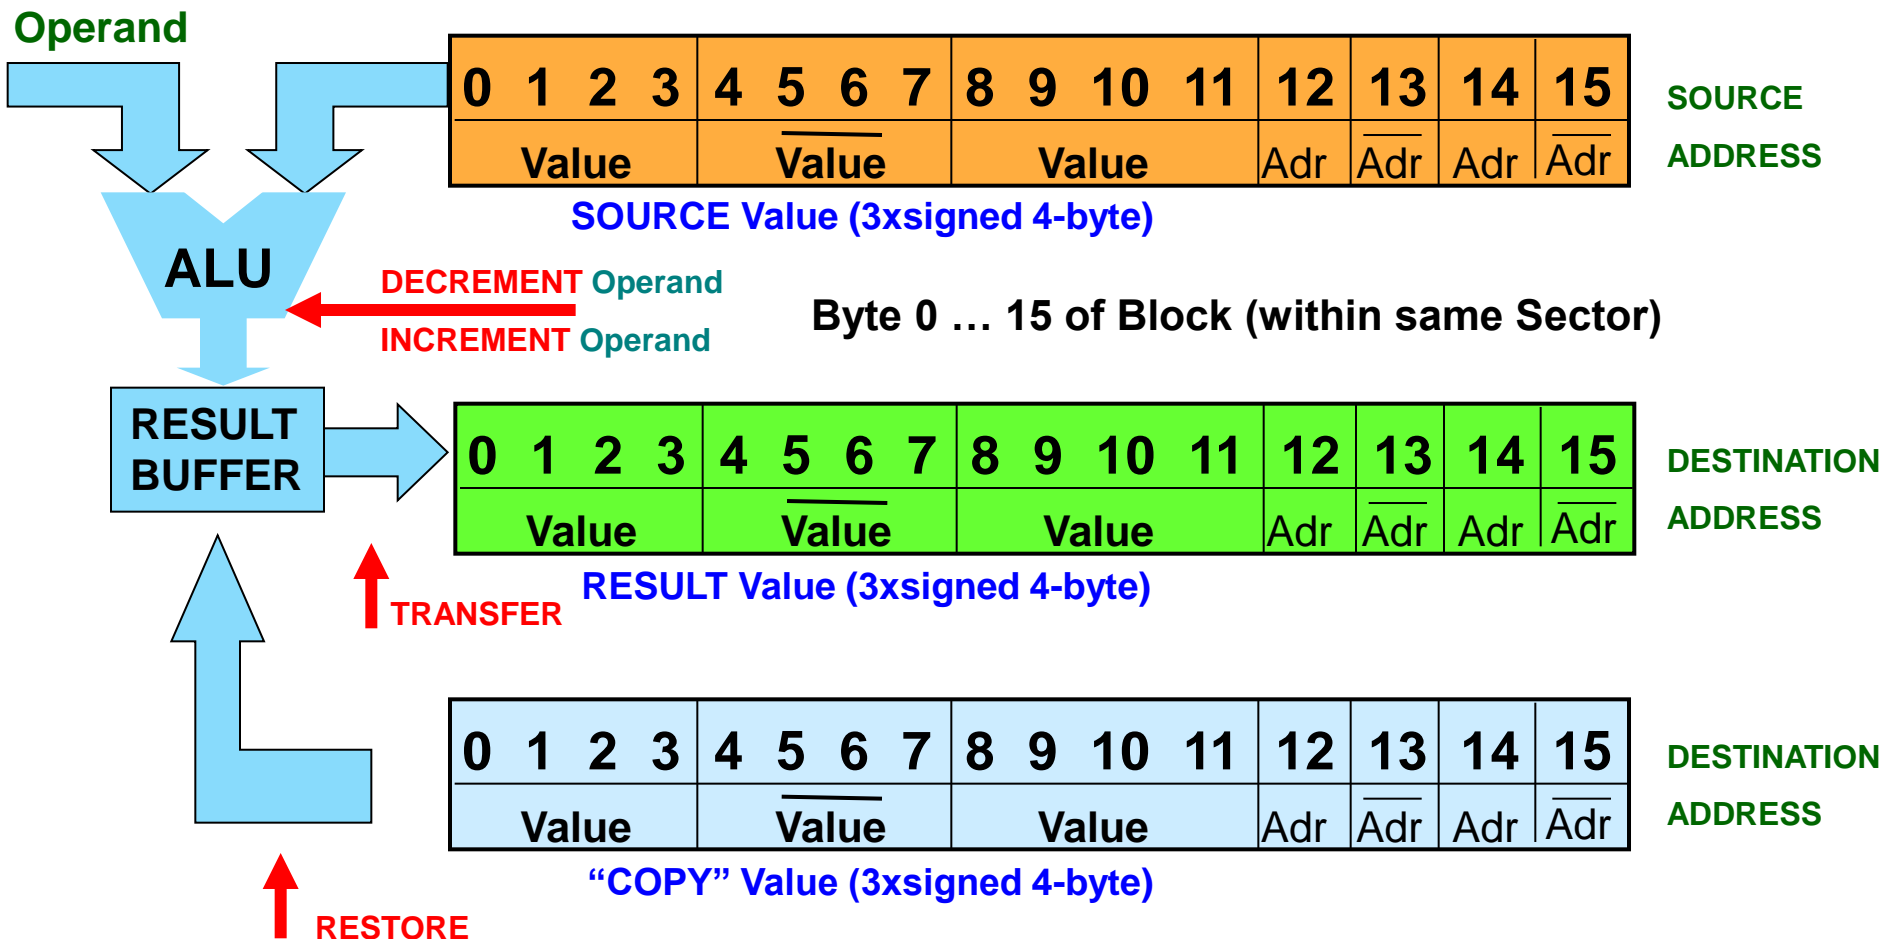 Operand
0 1 2 3 4 5 6 7 8 9 10 11 12 13 14 15
SOURCE
ADDRESS
Value Value Value Adr Adr Adr Adr
SOURCE Value (3xsigned 4-byte)
ALU
DECREMENT Operand
INCREMENT Operand
Byte 0 … 15 of Block (within same Sector)
RESULT
BUFFER
0 1 2 3 4 5 6 7 8 9 10 11 12 13 14 15
DESTINATION
ADDRESS
Value Value Value Adr Adr Adr Adr
RESULT Value (3xsigned 4-byte)
TRANSFER
0 1 2 3 4 5 6 7 8 9 10 11 12 13 14 15
DESTINATION
ADDRESS
Value Value Value Adr Adr Adr Adr
“COPY” Value (3xsigned 4-byte)
RESTORE